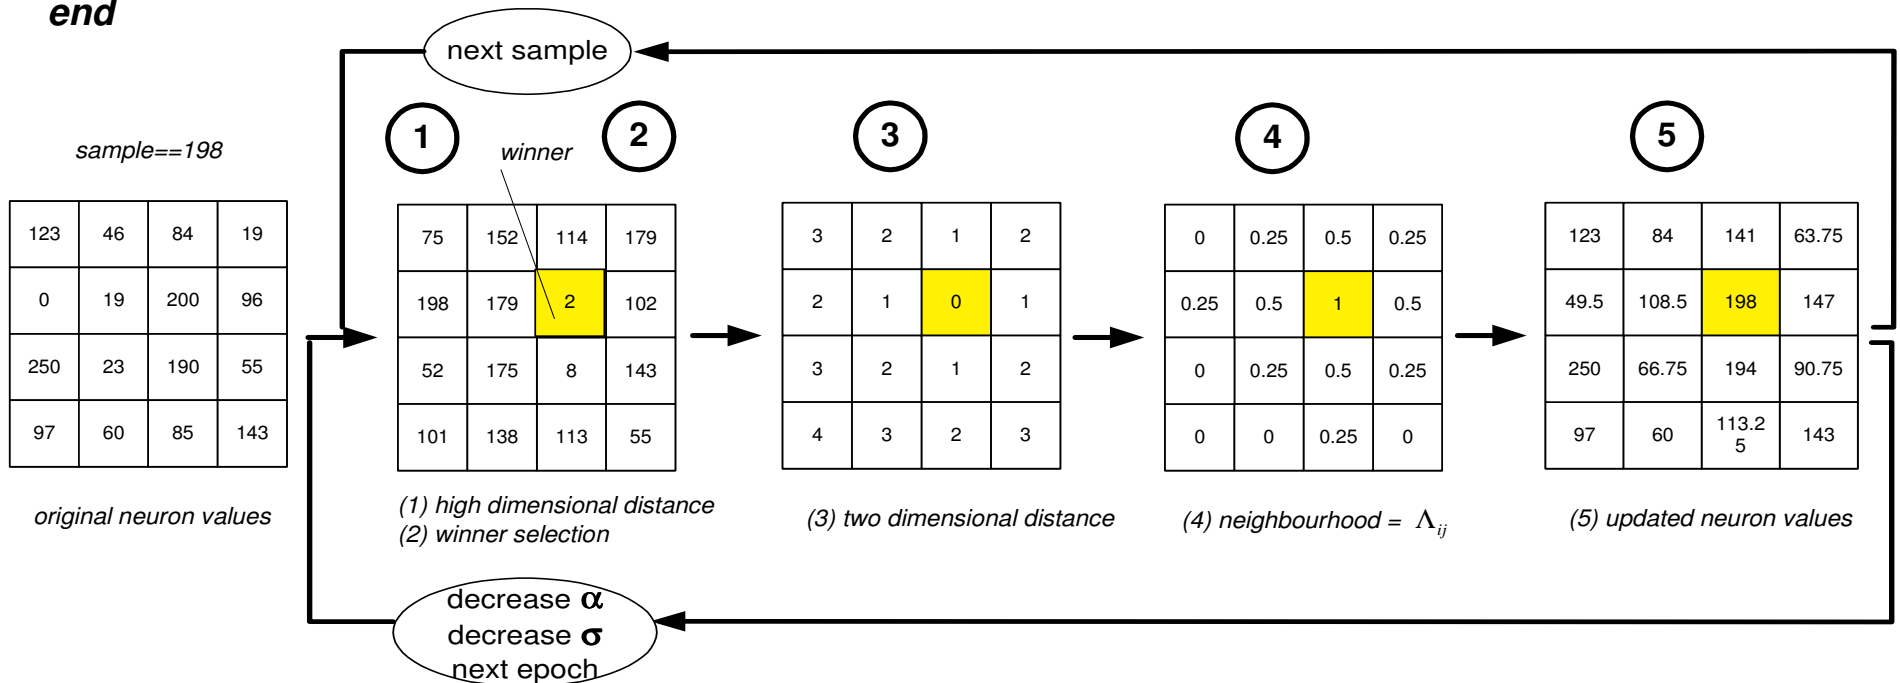 end
next sample
1
2
3
4
5
sample==198
winner
123 46 84 19
0 19 200 96
250 23 190 55
97 60 85 143
75 152 114 179
198 179 2 102
52 175 8 143
101 138 113 55
3 2 1 2
2 1 0 1
3 2 1 2
4 3 2 3
0 0.25 0.5 0.25
0.25 0.5 1 0.5
0 0.25 0.5 0.25
0 0 0.25 0
123 84 141 63.75
49.5 108.5 198 147
250 66.75 194 90.75
97 60 113.2 143
5
original neuron values
(1) high dimensional distance
(2) winner selection
(3) two dimensional distance
(4) neighbourhood = Λij
(5) updated neuron values
decrease α
decrease σ
next epoch